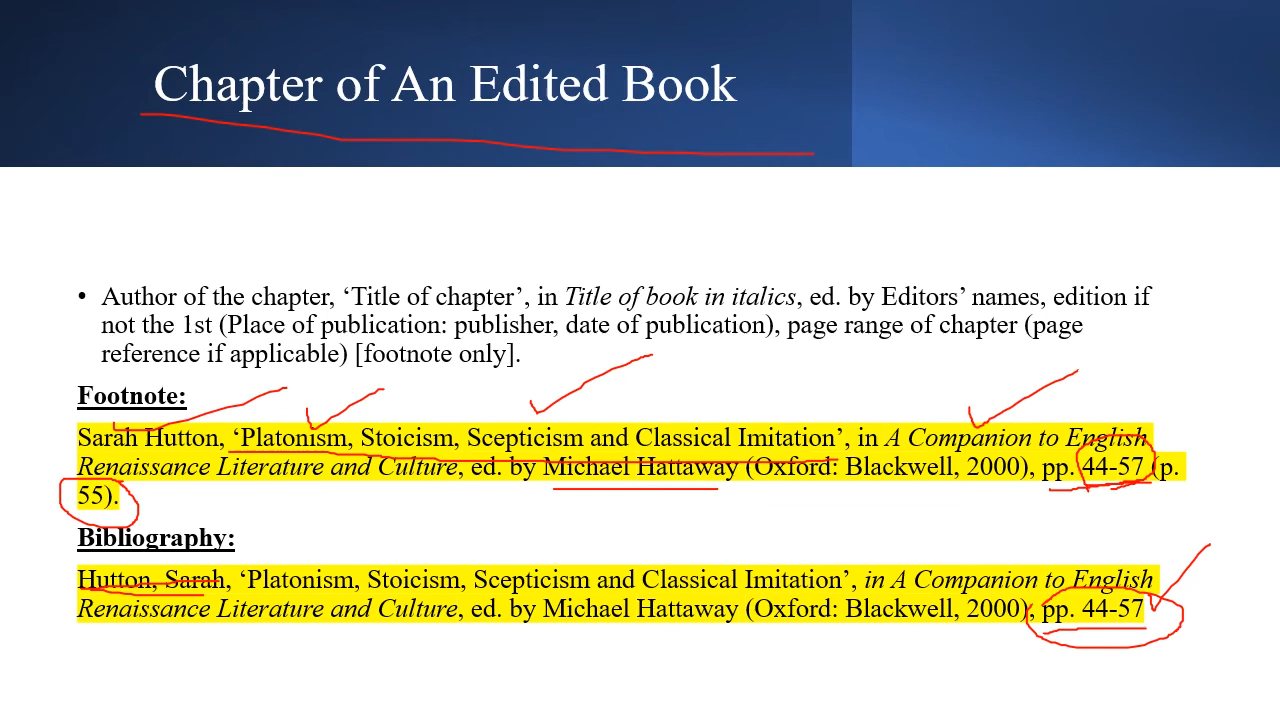 Chapter of An Edited Book
• Author of the chapter, ‘Title of chapter’, in Title of book in italics, ed. by Editors’ names, edition if
not the 1st (Place of publication: publisher, date of publication), page range of chapter (page
reference if applicable) [footnote only].
Footnote:
Sarah Hutton, ‘Platonism, Stoicism, Scepticism and Classical Imitation’, in A Companion to English
Renaissance Literature and Culture, ed. by Michael Hattaway (Oxford: Blackwell, 2000), pp. 44-57 (p.
55).
Bibliography:
Hutton, Sarah, ‘Platonism, Stoicism, Scepticism and Classical Imitation’, in A Companion to English
Renaissance Literature and Culture, ed. by Michael Hattaway (Oxford: Blackwell, 2000), pp. 44-57